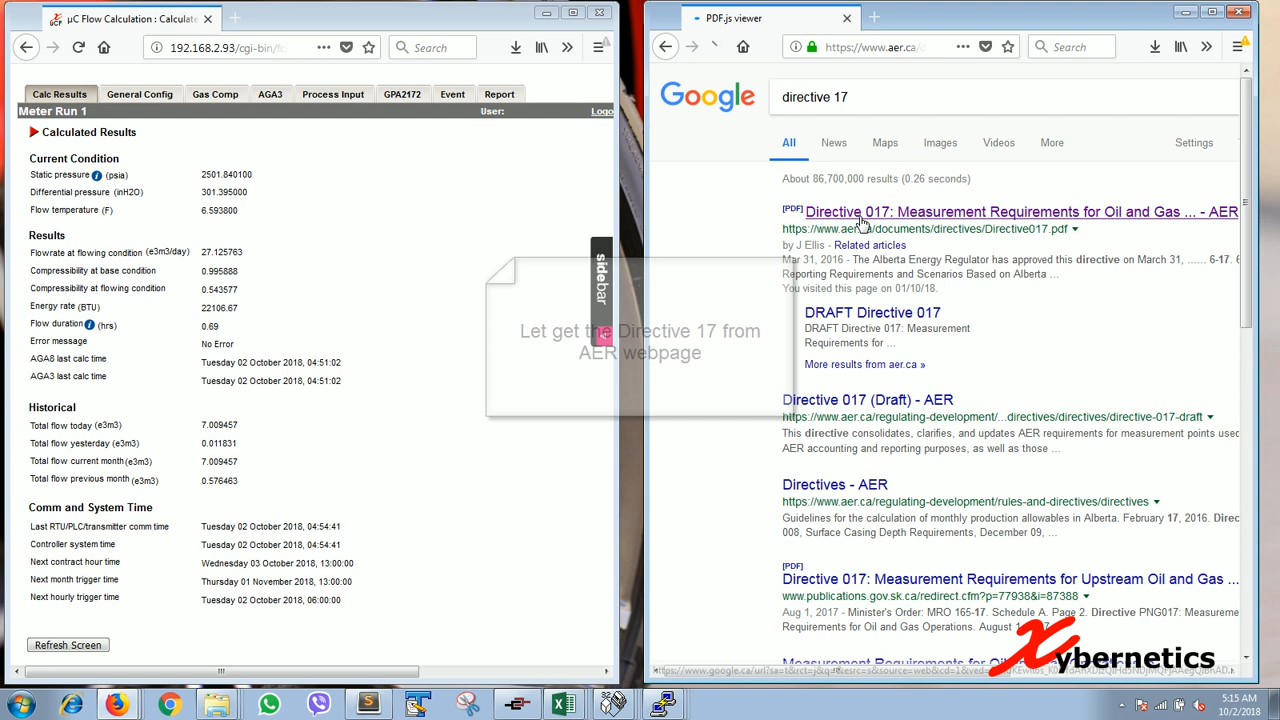 µC Flow Calculation : Calculate
PDF.js viewer
192.168.2.93/cgi-bin/f
Search
https://www.aer.ca/d
Search
Calc Results
General Config
Gas Comp
AGA3
Process Input
GPA2172
Event
Report
Meter Run 1
User:
Logo
Calculated Results
Current Condition
Static pressure (psia) 2501.840100
Differential pressure (inH2O) 301.395000
Flow temperature (F) 6.593800
Results
Flowrate at flowing condition (e3m3/day) 27.125763
Compressibility at base condition 0.995888
Compressibility at flowing condition 0.543577
Energy rate (BTU) 22106.67
Flow duration (hrs) 0.69
Error message No Error
AGA8 last calc time Tuesday 02 October 2018, 04:51:02
AGA3 last calc time Tuesday 02 October 2018, 04:51:02
Historical
Total flow today (e3m3) 7.009457
Total flow yesterday (e3m3) 0.011831
Total flow current month (e3m3) 7.009457
Total flow previous month (e3m3) 0.576463
Comm and System Time
Last RTU/PLC/transmitter comm time Tuesday 02 October 2018, 04:54:41
Controller system time Tuesday 02 October 2018, 04:54:41
Next contract hour time Wednesday 03 October 2018, 13:00:00
Next month trigger time Thursday 01 November 2018, 13:00:00
Next hourly trigger time Tuesday 02 October 2018, 06:00:00
Refresh Screen
sidebar
Let get the Directive 17 from
AER webpage
Google
directive 17
All
News
Maps
Images
Videos
More
Settings
About 86,700,000 results (0.26 seconds)
[PDF] Directive 017: Measurement Requirements for Oil and Gas ... - AER
https://www.aer.ca/documents/directives/Directive017.pdf
by J Ellis - Related articles
Mar 31, 2016 - The Alberta Energy Regulator has approved this directive on March 31, ...... 6-17. 6
Reporting Requirements and Scenarios Based on Alberta ...
You visited this page on 01/10/18.
DRAFT Directive 017
DRAFT Directive 017: Measurement
Requirements for ...
More results from aer.ca »
Directive 017 (Draft) - AER
https://www.aer.ca/regulating-development/...directives/directives/directive-017-draft
This directive consolidates, clarifies, and updates AER requirements for measurement points used
AER accounting and reporting purposes, as well as those ...
Directives - AER
https://www.aer.ca/regulating-development/rules-and-directives/directives
Guidelines for the calculation of monthly production allowables in Alberta. February 17, 2016. Direc
008, Surface Casing Depth Requirements, December 09, ...
[PDF]
Directive 017: Measurement Requirements for Upstream Oil and Gas ...
www.publications.gov.sk.ca/redirect.cfm?p=77938&i=87388
Aug 1, 2017 - Minister's Order: MRO 165-17. Schedule A. Page 2. Directive PNG017: Measureme
Requirements for Oil and Gas Operations. August 1,
Measurement Requirements for
Xybernetics
5:15 AM
10/2/2018